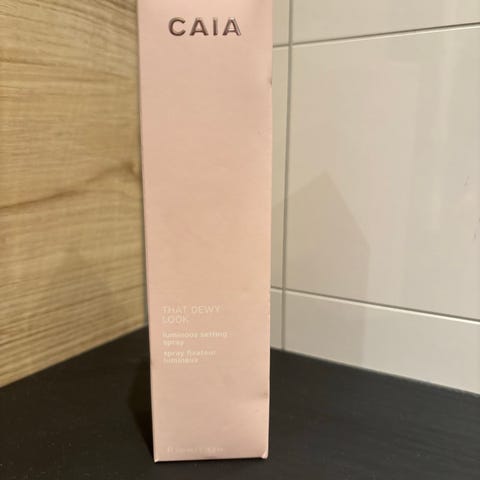 CAIA
THAT DEWY
LOOK
luminous setting
spray
spray fixateur
lumineux